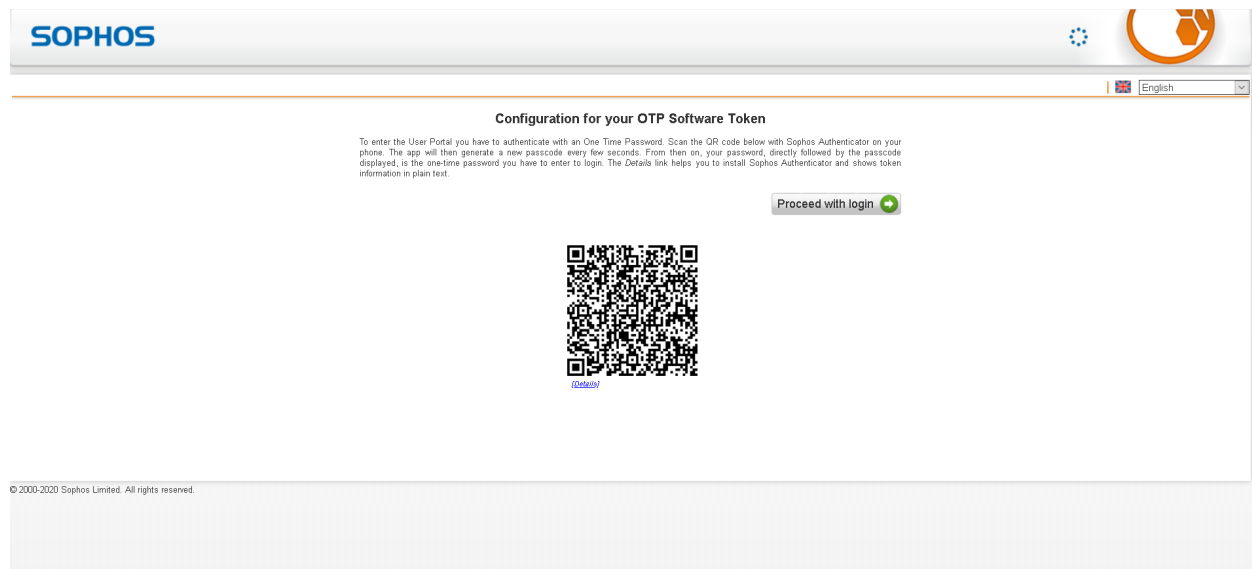 SOPHOS
English
Configuration for your OTP Software Token
To enter the User Portal you have to authenticate with an One Time Password. Scan the QR code below with Sophos Authenticator on your
phone. The app will then generate a new passcode every few seconds. From then on, your password, directly followed by the passcode
displayed, is the one-time password you have to enter to login. The Details link helps you to install Sophos Authenticator and shows token
information in plain text.
Proceed with login
[Details]
© 2000-2020 Sophos Limited. All rights reserved.